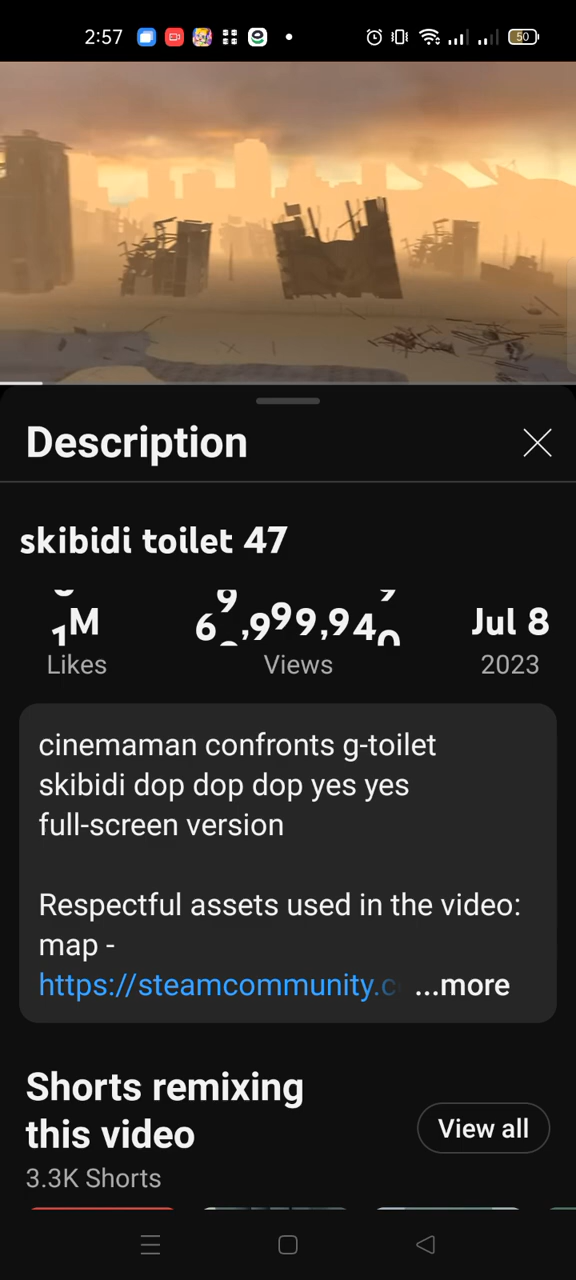 2:57
50
Description
skibidi toilet 47
Jul 8
Likes
Views
2023
cinemaman confronts g-toilet
skibidi dop dop dop yes yes
full-screen version
Respectful assets used in the video:
map -
https://steamcommunity.c ...more
Shorts remixing
this video
View all
3.3K Shorts